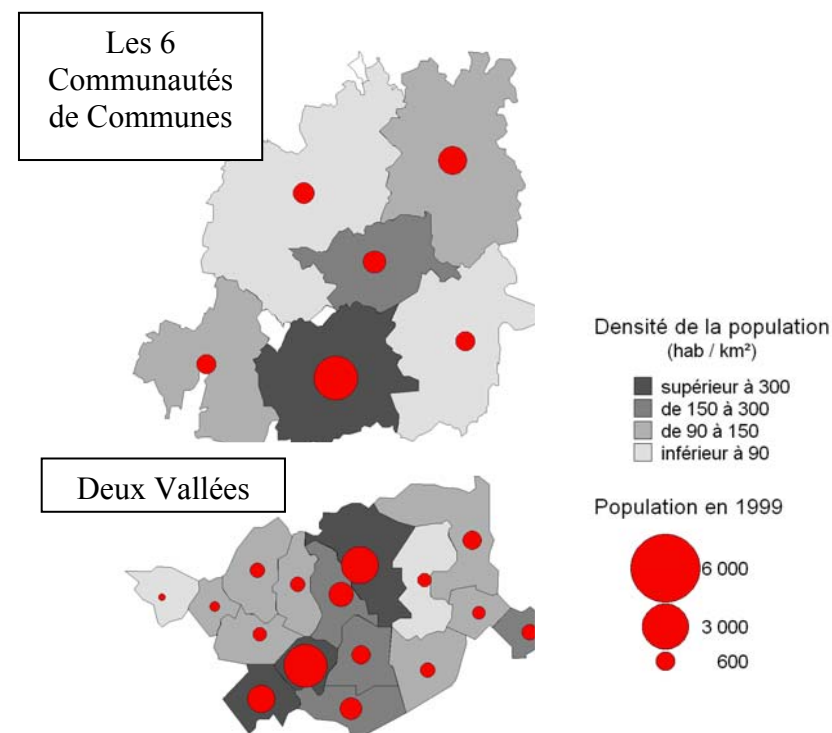 Les 6
Communautés
de Communes
Densité de la population
(hab / km²)
supérieur à 300
de 150 à 300
de 90 à 150
inférieur à 90
Deux Vallées
Population en 1999
6 000
3 000
600